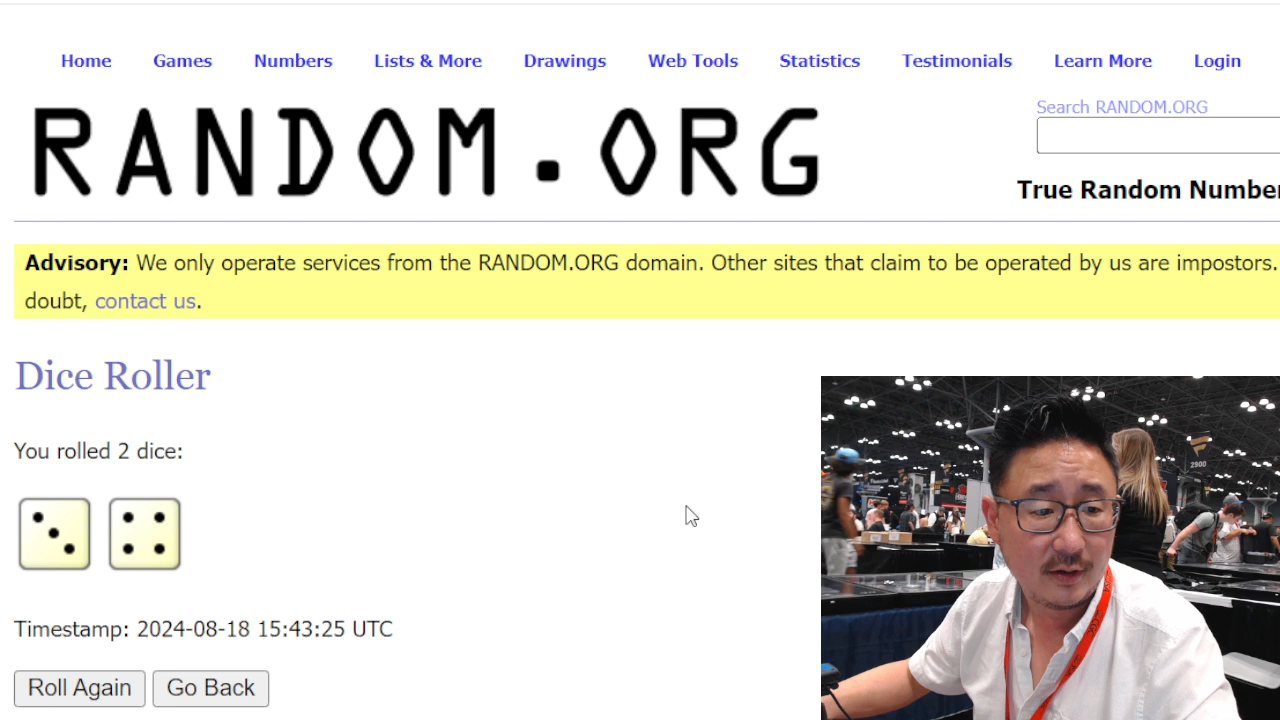 Home Games Numbers Lists & More Drawings Web Tools Statistics Testimonials Learn More Login
RANDOM.ORG
Search RANDOM.ORG
True Random Number
Advisory: We only operate services from the RANDOM.ORG domain. Other sites that claim to be operated by us are impostors.
doubt, contact us.
Dice Roller
You rolled 2 dice:
Timestamp: 2024-08-18 15:43:25 UTC
Roll Again Go Back
2900